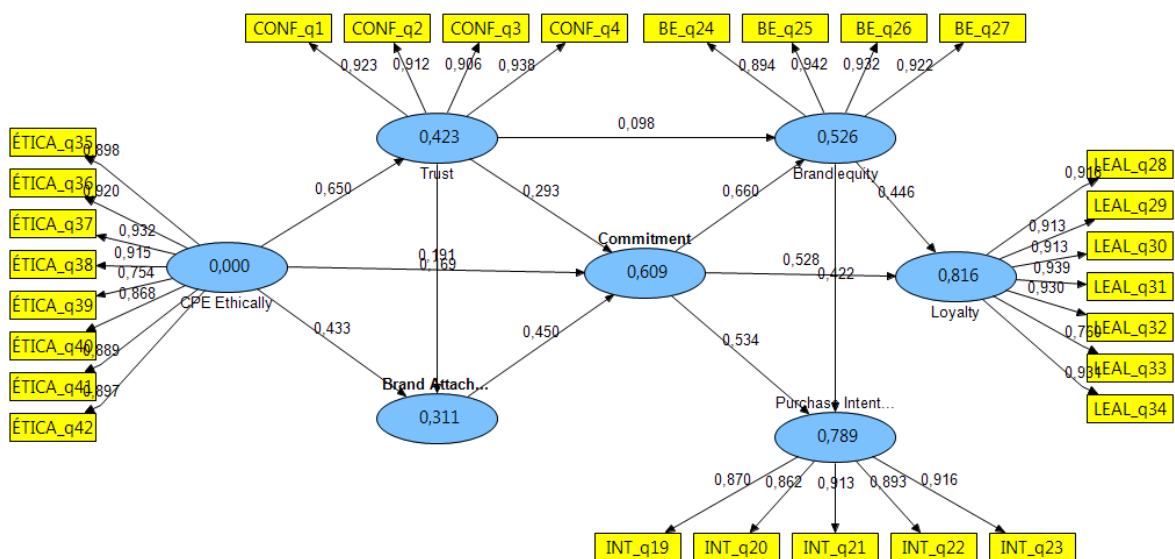 CONF_q1
CONF_q2
CONF_q3
CONF_q4
BE_q24
BE_q25
BE_q26
BE_q27
0,923
0,912
0,906
0,938
0,894
0,942
0,932
0,922
ÉTICA_q35
0,898
ÉTICA_q36
0,920
ÉTICA_q37
0,932
ÉTICA_q38
0,915
ÉTICA_q39
0,754
ÉTICA_q40
0,868
ÉTICA_q41
0,889
ÉTICA_q42
0,897
0,423
Trust
0,098
0,526
Brand equity
0,650
0,293
0,660
0,446
0,000
CPE Ethically
0,191
0,169
Commitment
0,609
0,528
0,422
0,816
Loyalty
0,433
0,450
0,534
Brand Attach...
0,311
Purchase Intent...
0,789
LEAL_q28
0,916
LEAL_q29
0,913
LEAL_q30
0,913
LEAL_q31
0,939
LEAL_q32
0,930
LEAL_q33
0,760
LEAL_q34
0,934
0,870
0,862
0,913
0,893
0,916
INT_q19
INT_q20
INT_q21
INT_q22
INT_q23